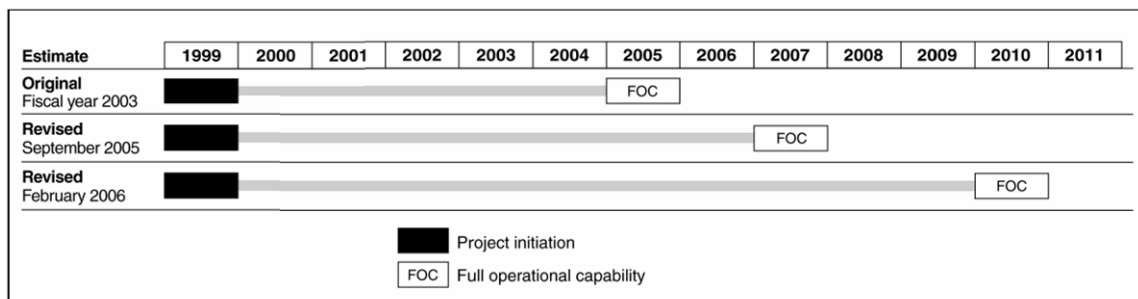 Estimate 1999 2000 2001 2002 2003 2004 2005 2006 2007 2008 2009 2010 2011
Original
Fiscal year 2003
FOC
Revised
September 2005
FOC
Revised
February 2006
FOC
Project initiation
FOC Full operational capability